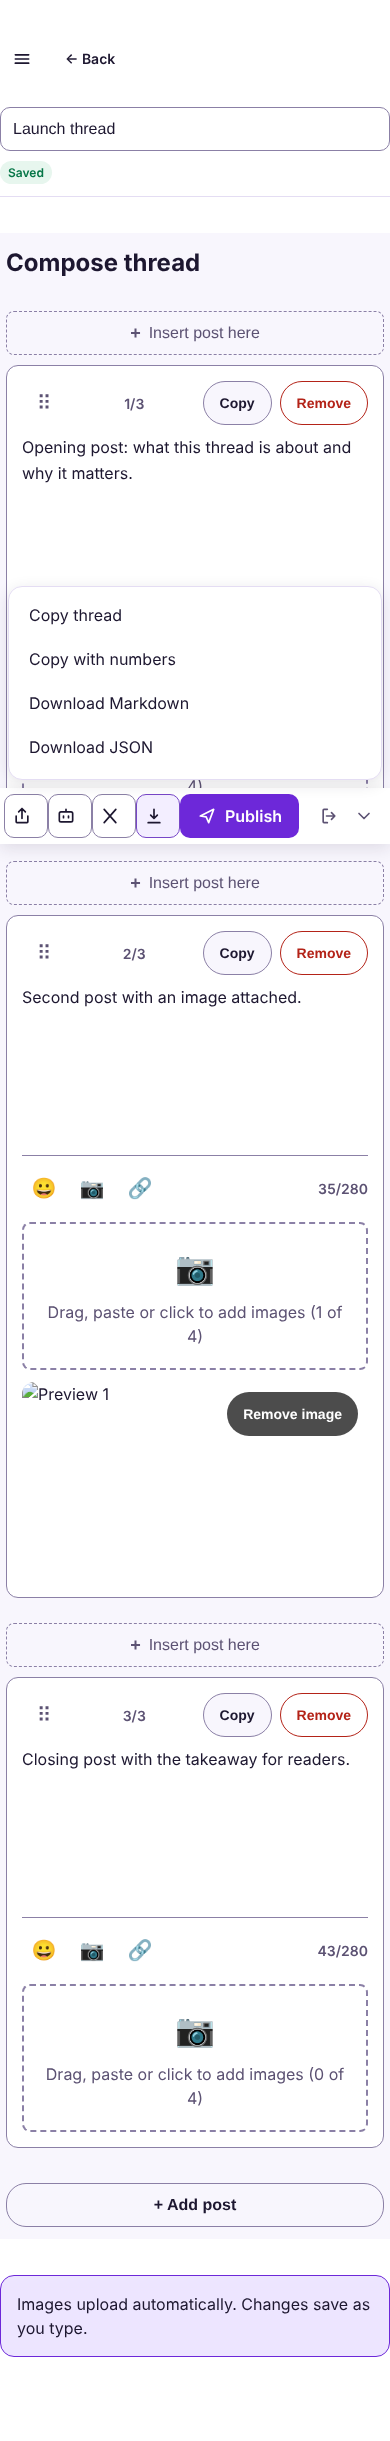 ← Back
Launch thread
Saved
Compose thread
+ Insert post here
1/3
Copy
Remove
Opening post: what this thread is about and
why it matters.
Copy thread
Copy with numbers
Download Markdown
Download JSON
4)
Publish
+ Insert post here
2/3
Copy
Remove
Second post with an image attached.
35/280
Drag, paste or click to add images (1 of
4)
Preview 1
Remove image
+ Insert post here
3/3
Copy
Remove
Closing post with the takeaway for readers.
43/280
Drag, paste or click to add images (0 of
4)
+ Add post
Images upload automatically. Changes save as
you type.